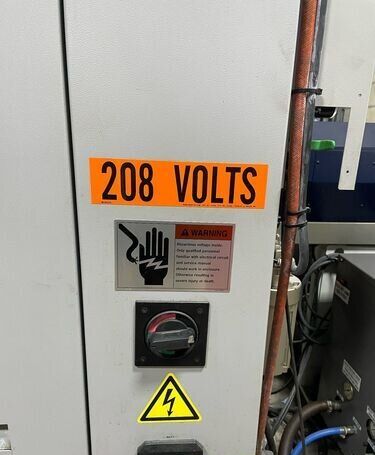 208 VOLTS
WARNING
Hazardous voltage inside.
Only qualified personnel
familiar with electrical circuit
and service manual
should work in enclosure.
Otherwise resulting in
severe injury or death.